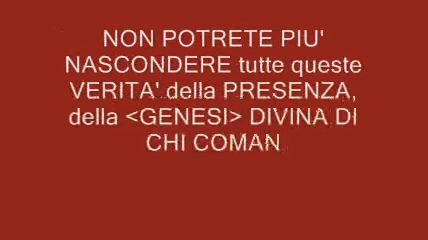 NON POTRETE PIU'
NASCONDERE tutte queste
VERITA' della PRESENZA,
della <GENESI> DIVINA DI
CHI COMAN